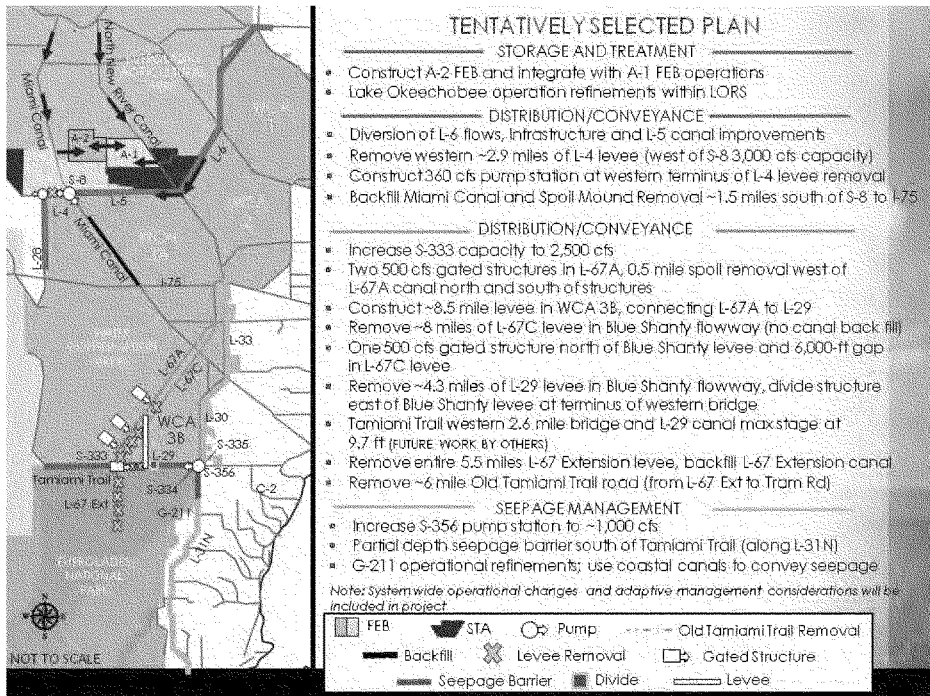 North New River Canal
Miami Canal
A-2
A-1
L-6
S-8
L-4
L-5
Miami Canal
L-28
L-75
L-33
L-67A
L-67C
WCA
3B
L-30
S-335
S-333
L-29
S-356
Tamiami Trail
S-334
C-2
L-67 Ext
G-211
L-31N
NATIONAL
NOT TO SCALE
TENTATIVELY SELECTED PLAN
STORAGE AND TREATMENT
▪ Construct A-2 FEB and integrate with A-1 FEB operations
▪ Lake Okeechobee operation refinements within LORS
DISTRIBUTION/CONVEYANCE
▪ Diversion of L-6 flows, Infrastructure and L-5 canal improvements
▪ Remove western ~2.9 miles of L-4 levee (west of S-8 3,000 cfs capacity)
▪ Construct 360 cfs pump station at western terminus of L-4 levee removal
▪ Backfill Miami Canal and Spoil Mound Removal ~1.5 miles south of S-8 to I-75
DISTRIBUTION/CONVEYANCE
▪ Increase S-333 capacity to 2,500 cfs
▪ Two 500 cfs gated structures in L-67A, 0.5 mile spoil removal west of
L-67A canal north and south of structures
▪ Construct ~8.5 mile levee in WCA 3B, connecting L-67A to L-29
▪ Remove ~8 miles of L-67C levee in Blue Shanty flowway (no canal back fill)
▪ One 500 cfs gated structure north of Blue Shanty levee and 6,000-ft gap
in L-67C levee
▪ Remove ~4.3 miles of L-29 levee in Blue Shanty flowway, divide structure
east of Blue Shanty levee at terminus of western bridge
▪ Tamiami Trail western 2.6 mile bridge and L-29 canal max stage at
9.7 ft (FUTURE WORK BY OTHERS)
▪ Remove entire 5.5 miles L-67 Extension levee, backfill L-67 Extension canal
▪ Remove ~6 mile Old Tamiami Trail road (from L-67 Ext to Tram Rd)
SEEPAGE MANAGEMENT
▪ Increase S-356 pump station to ~1,000 cfs
▪ Partial depth seepage barrier south of Tamiami Trail (along L-31N)
▪ G-211 operational refinements; use coastal canals to convey seepage
Note: System wide operational changes and adaptive management considerations will be
included in project
FEB STA Pump Old Tamiami Trail Removal
Backfill Levee Removal Gated Structure
Seepage Barrier Divide Levee